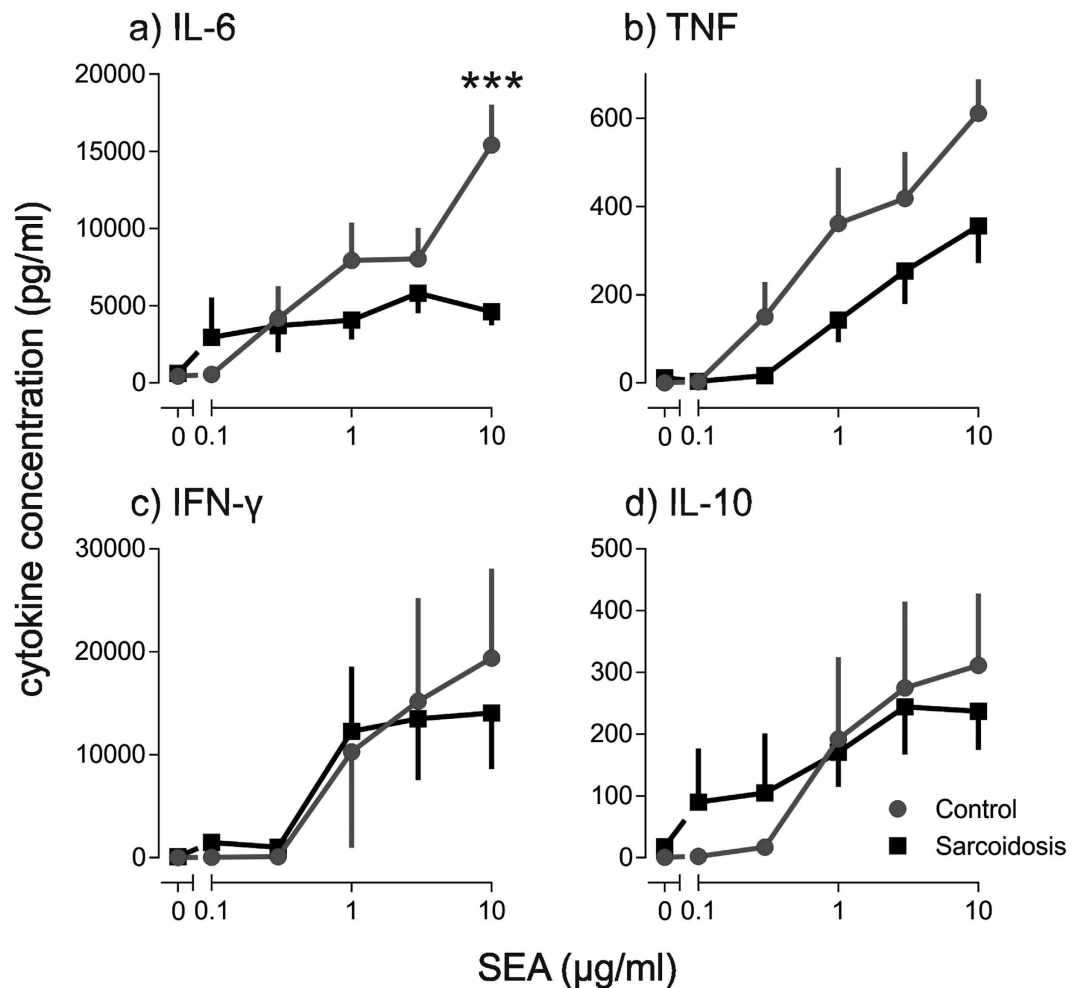 a) IL-6
b) TNF
20000
***
15000
10000
5000
0
0 0.1 1 10
600
400
200
0
0 0.1 1 10
cytokine concentration (pg/ml)
c) IFN-γ
d) IL-10
30000
20000
10000
0
0 0.1 1 10
500
400
300
200
100
0
Control
Sarcoidosis
0 0.1 1 10
SEA (μg/ml)